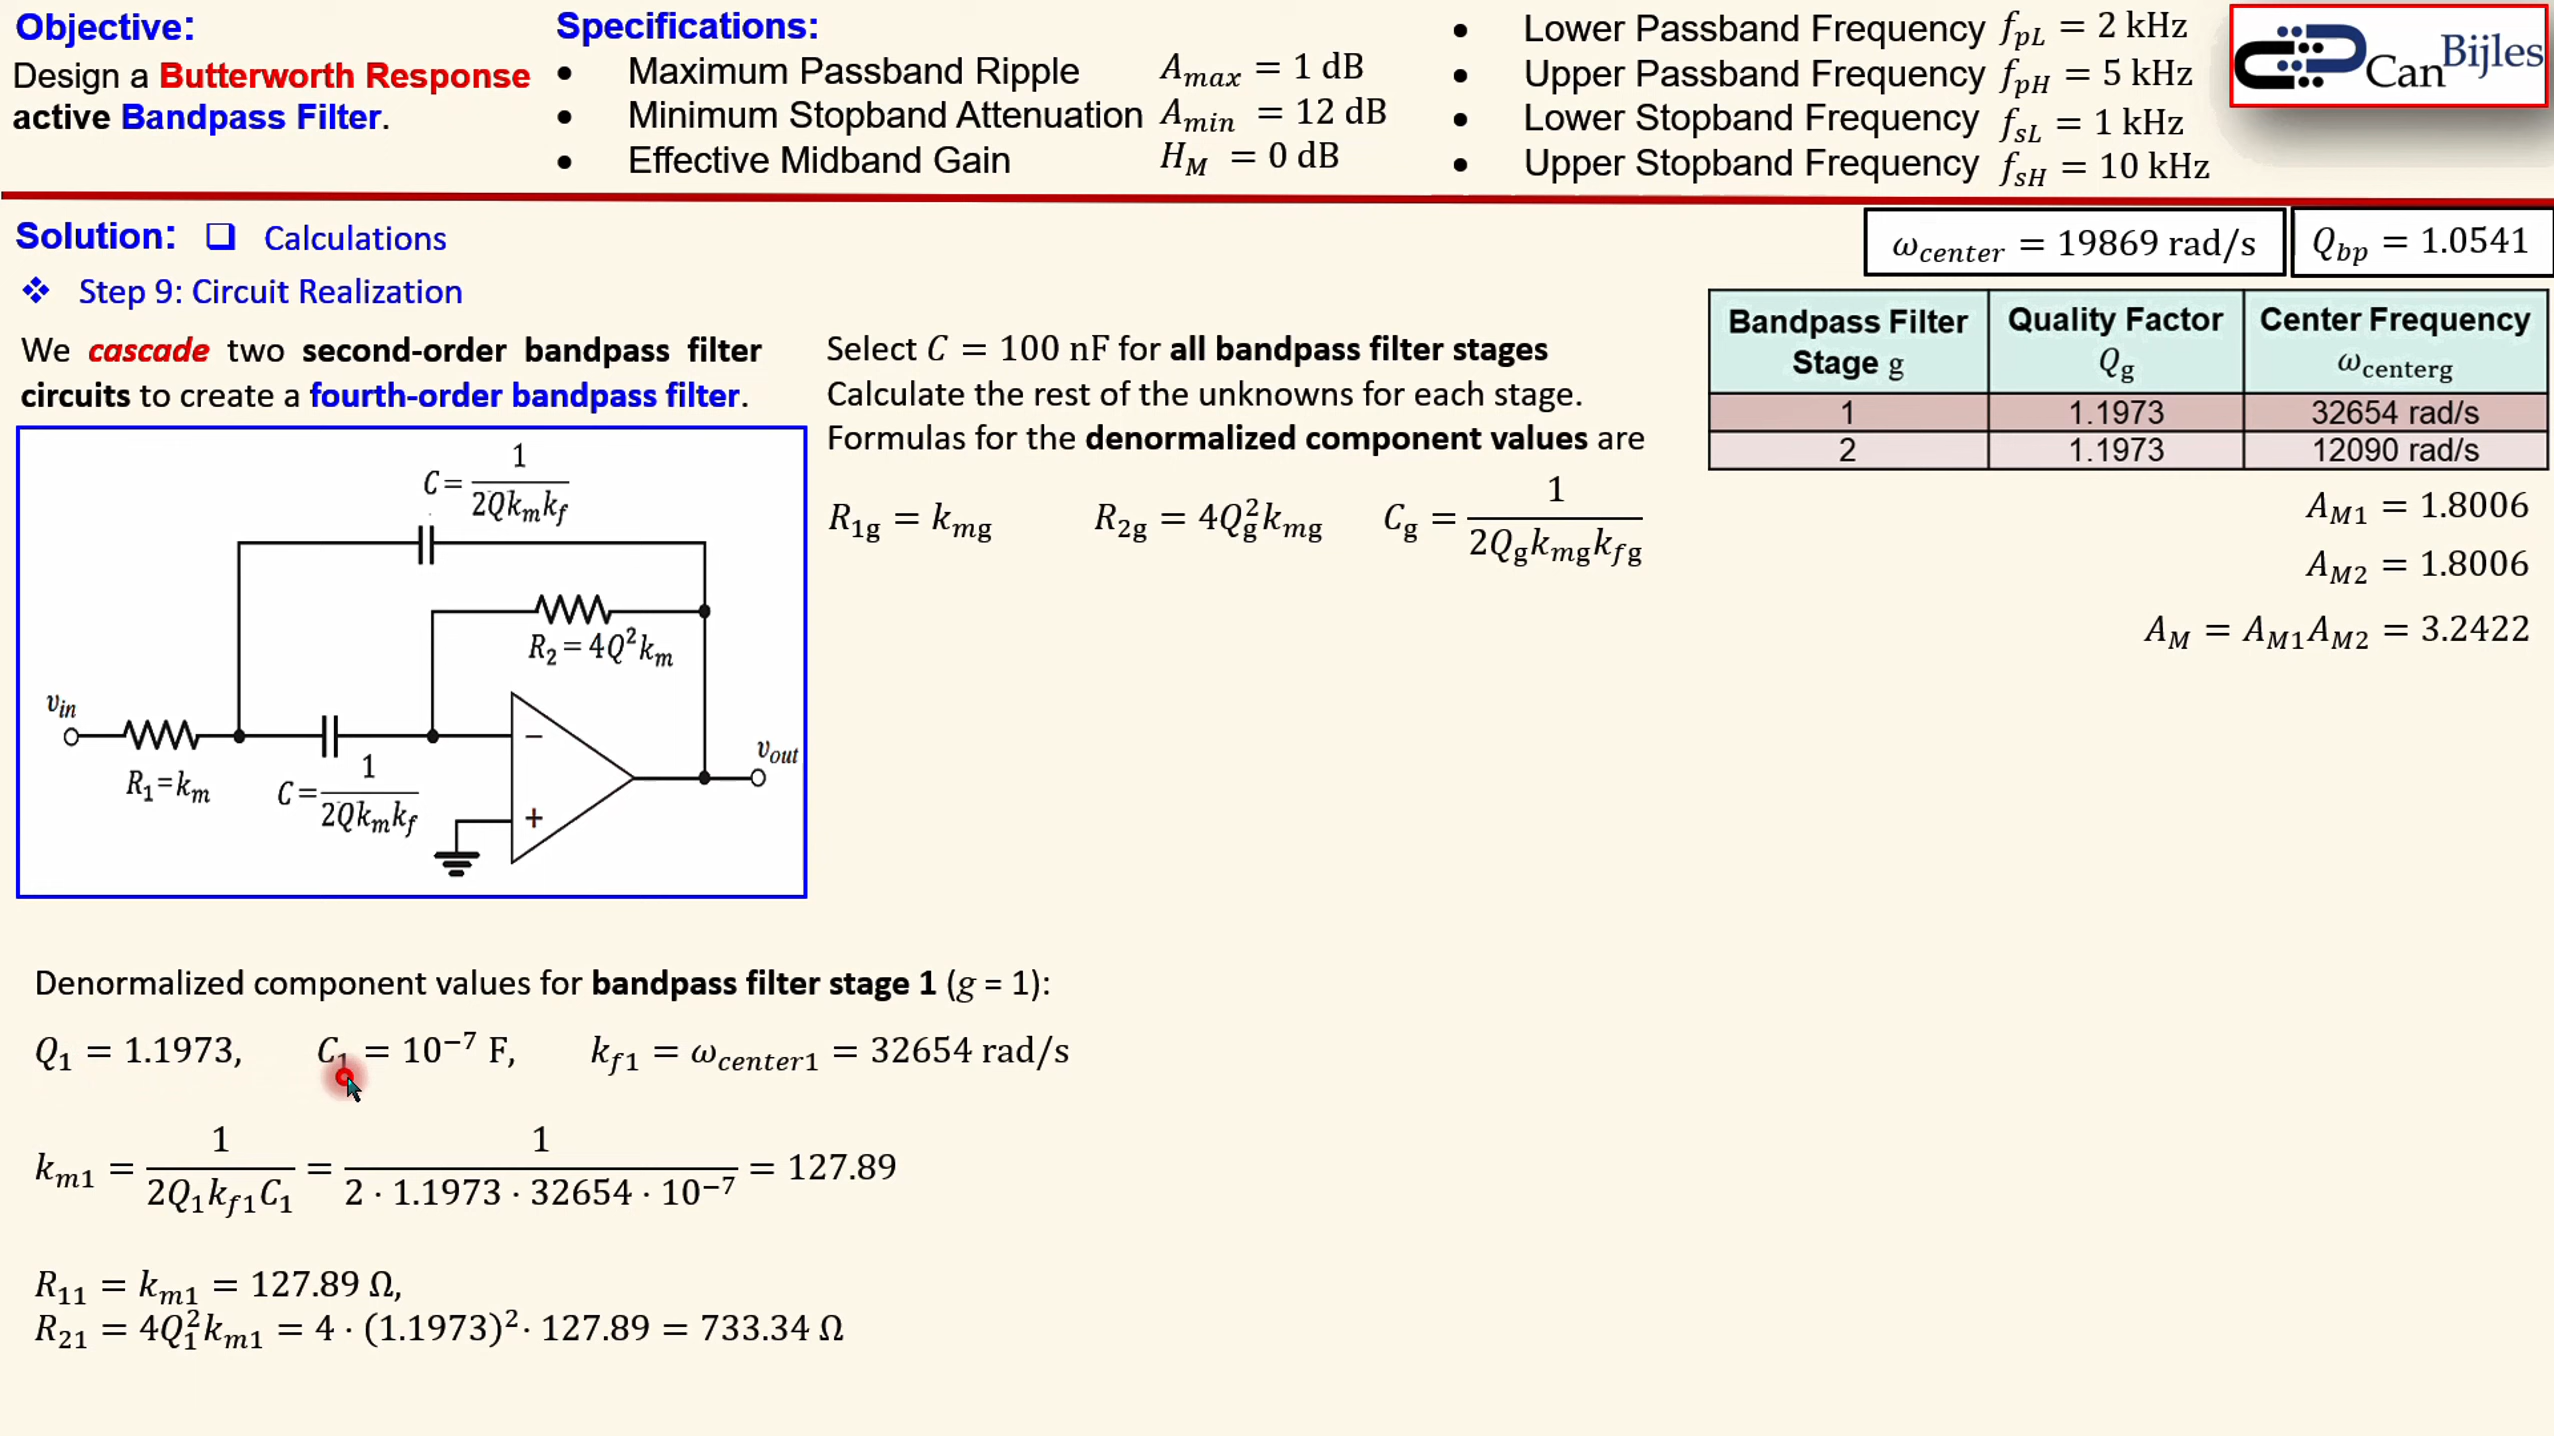 Objective:
Design a Butterworth Response
active Bandpass Filter.
Specifications:
• Maximum Passband Ripple A_max = 1 dB
• Minimum Stopband Attenuation A_min = 12 dB
• Effective Midband Gain H_M = 0 dB
• Lower Passband Frequency f_pL = 2 kHz
• Upper Passband Frequency f_pH = 5 kHz
• Lower Stopband Frequency f_sL = 1 kHz
• Upper Stopband Frequency f_sH = 10 kHz
CanBijles
Solution: ❑ Calculations
ω_center = 19869 rad/s
Q_bp = 1.0541
❖ Step 9: Circuit Realization
We cascade two second-order bandpass filter
circuits to create a fourth-order bandpass filter.
C = 1/(2Qk_m k_f)
R_2 = 4Q²k_m
v_in
R_1 = k_m
C = 1/(2Qk_m k_f)
−
+
v_out
Select C = 100 nF for all bandpass filter stages
Calculate the rest of the unknowns for each stage.
Formulas for the denormalized component values are
R_1g = k_mg R_2g = 4Q_g²k_mg C_g = 1/(2Q_g k_mg k_fg)
Bandpass Filter Stage g | Quality Factor Q_g | Center Frequency ω_centerg
1 | 1.1973 | 32654 rad/s
2 | 1.1973 | 12090 rad/s
A_M1 = 1.8006
A_M2 = 1.8006
A_M = A_M1 A_M2 = 3.2422
Denormalized component values for bandpass filter stage 1 (g = 1):
Q_1 = 1.1973, C_1 = 10⁻⁷ F, k_f1 = ω_center1 = 32654 rad/s
k_m1 = 1/(2Q_1 k_f1 C_1) = 1/(2 · 1.1973 · 32654 · 10⁻⁷) = 127.89
R_11 = k_m1 = 127.89 Ω,
R_21 = 4Q_1²k_m1 = 4 · (1.1973)² · 127.89 = 733.34 Ω